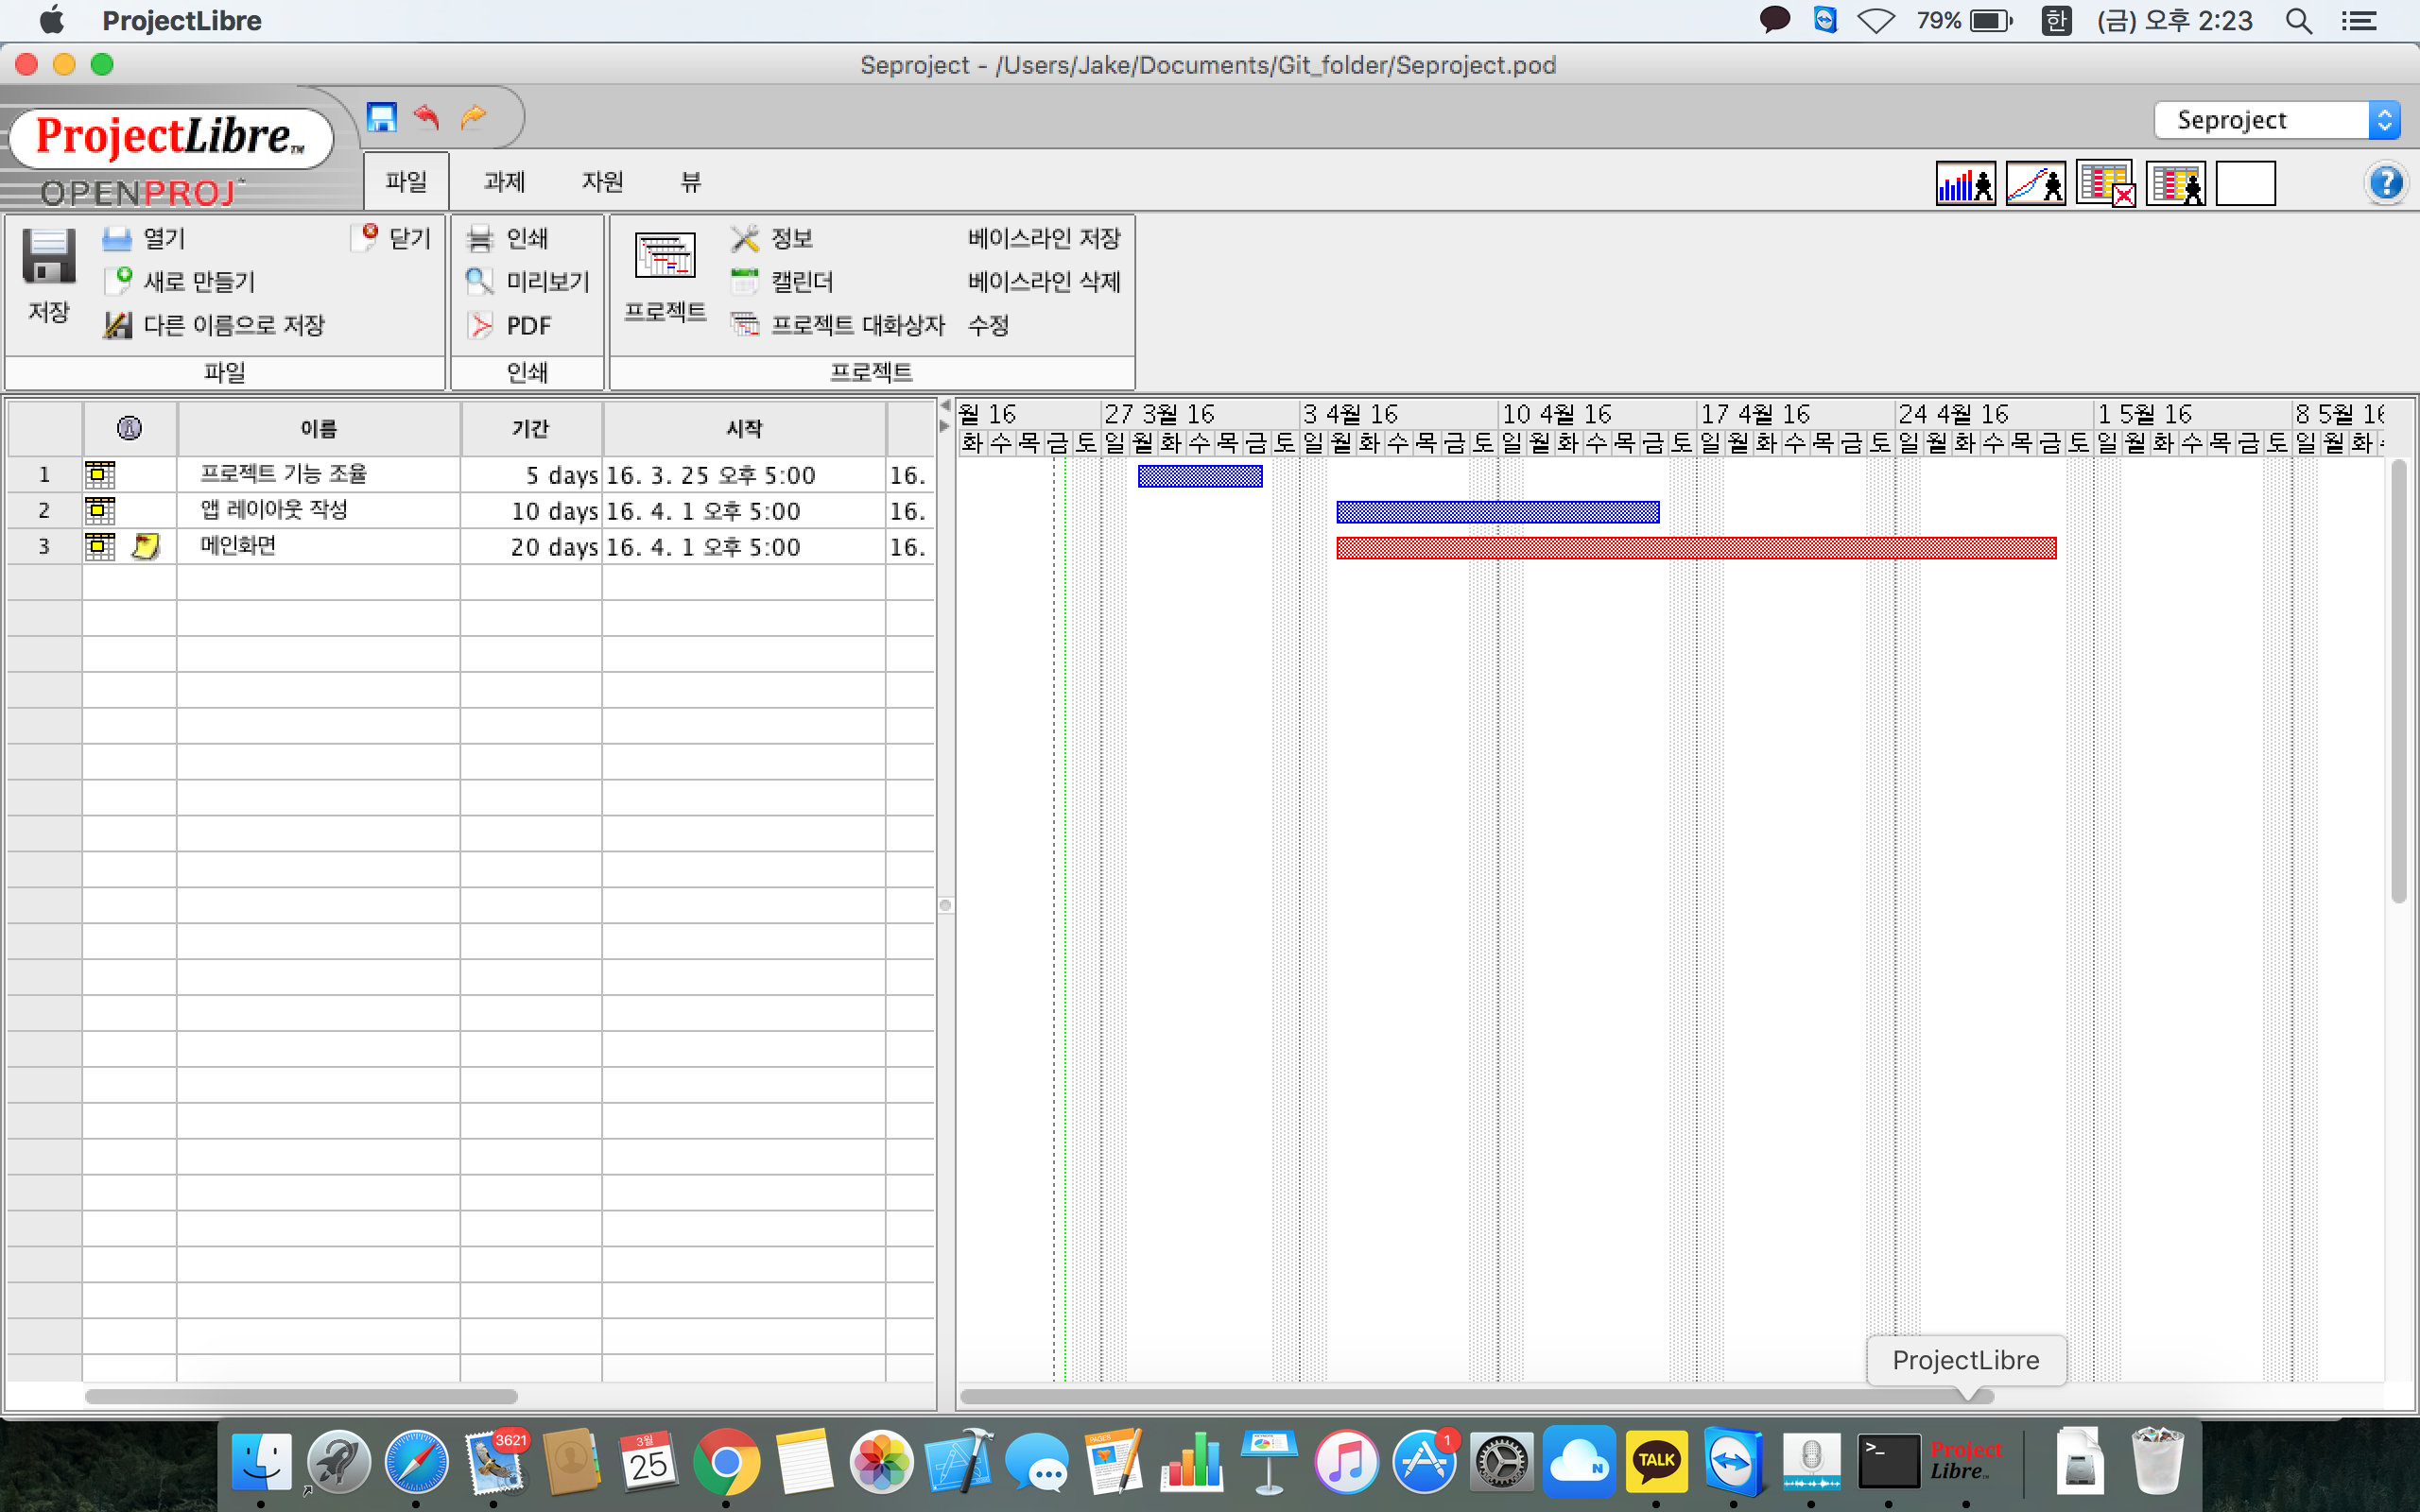 ProjectLibre
79% 한 (금) 오후 2:23
Seproject - /Users/Jake/Documents/Git_folder/Seproject.pod
ProjectLibre™
OPENPROJ™
Seproject
파일 과제 자원 뷰
?
저장
열기 닫기
새로 만들기
다른 이름으로 저장
파일
인쇄
미리보기
PDF
인쇄
프로젝트
정보 베이스라인 저장
캘린더 베이스라인 삭제
프로젝트 대화상자 수정
프로젝트
이름 기간 시작
1 프로젝트 기능 조율 5 days 16. 3. 25 오후 5:00 16.
2 앱 레이아웃 작성 10 days 16. 4. 1 오후 5:00 16.
3 메인화면 20 days 16. 4. 1 오후 5:00 16.
월 16 27 3월 16 3 4월 16 10 4월 16 17 4월 16 24 4월 16 1 5월 16 8 5월 16
화 수 목 금 토 일 월 화 수 목 금 토 일 월 화 수 목 금 토 일 월 화 수 목 금 토 일 월 화 수 목 금 토 일 월 화 수 목 금 토 일 월 화 수 목 금 토 일 월 화
ProjectLibre
3621
3월
25
PAGES
1
N
TALK
>_
Project
Libre™